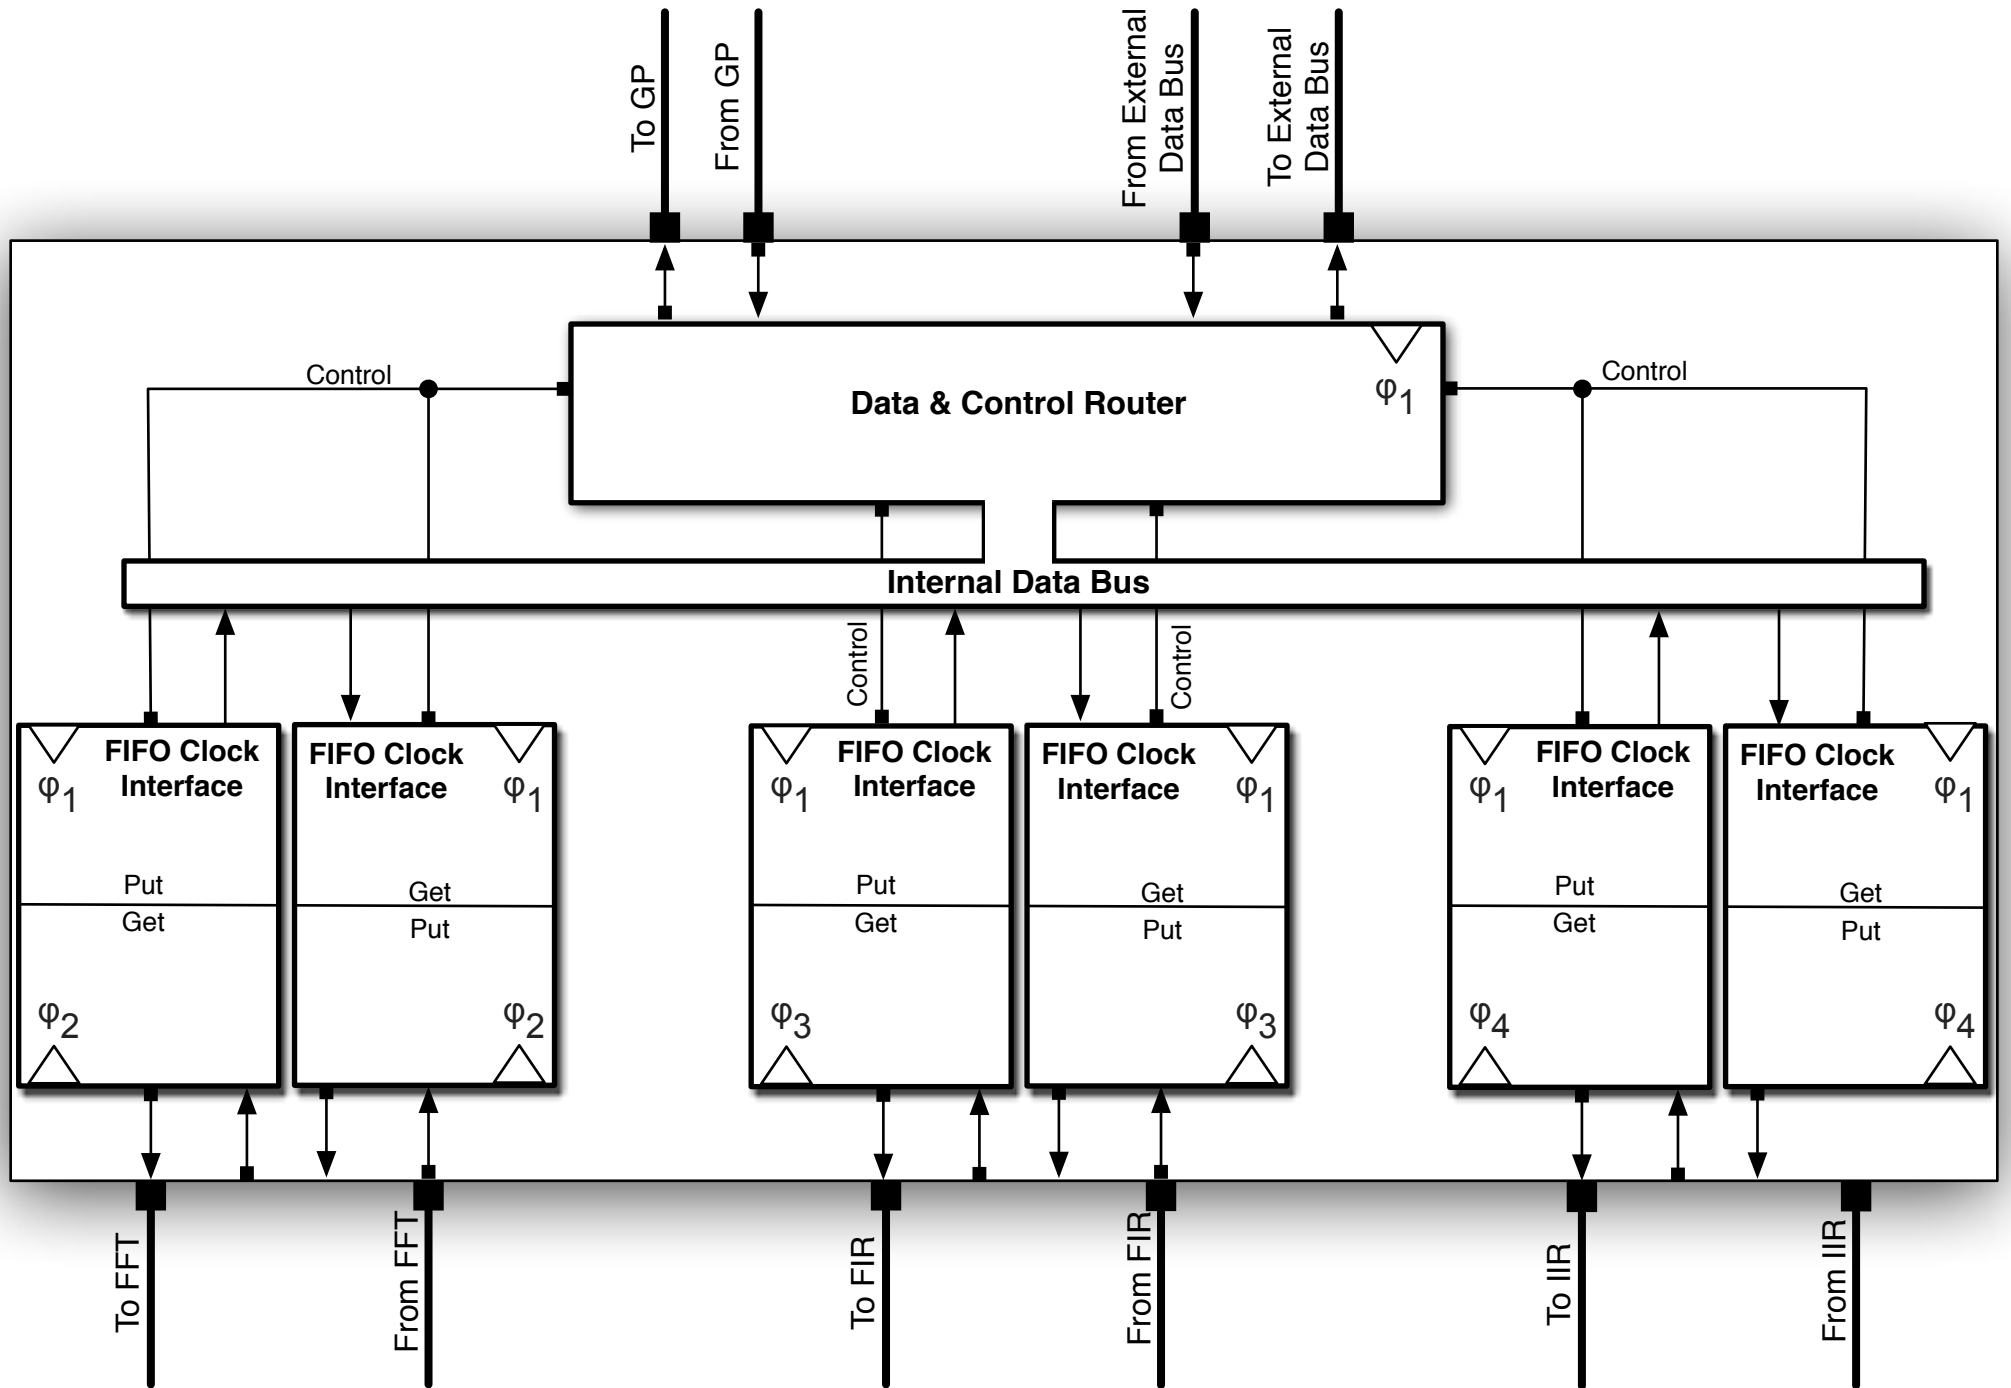 To GP
From GP
From External
Data Bus
To External
Data Bus
Control
Data & Control Router
φ1
Control
Internal Data Bus
Control
Control
FIFO Clock
Interface
φ1
Put
Get
φ2
FIFO Clock
Interface
φ1
Get
Put
φ2
FIFO Clock
Interface
φ1
Put
Get
φ3
FIFO Clock
Interface
φ1
Get
Put
φ3
FIFO Clock
Interface
φ1
Put
Get
φ4
FIFO Clock
Interface
φ1
Get
Put
φ4
To FFT
From FFT
To FIR
From FIR
To IIR
From IIR